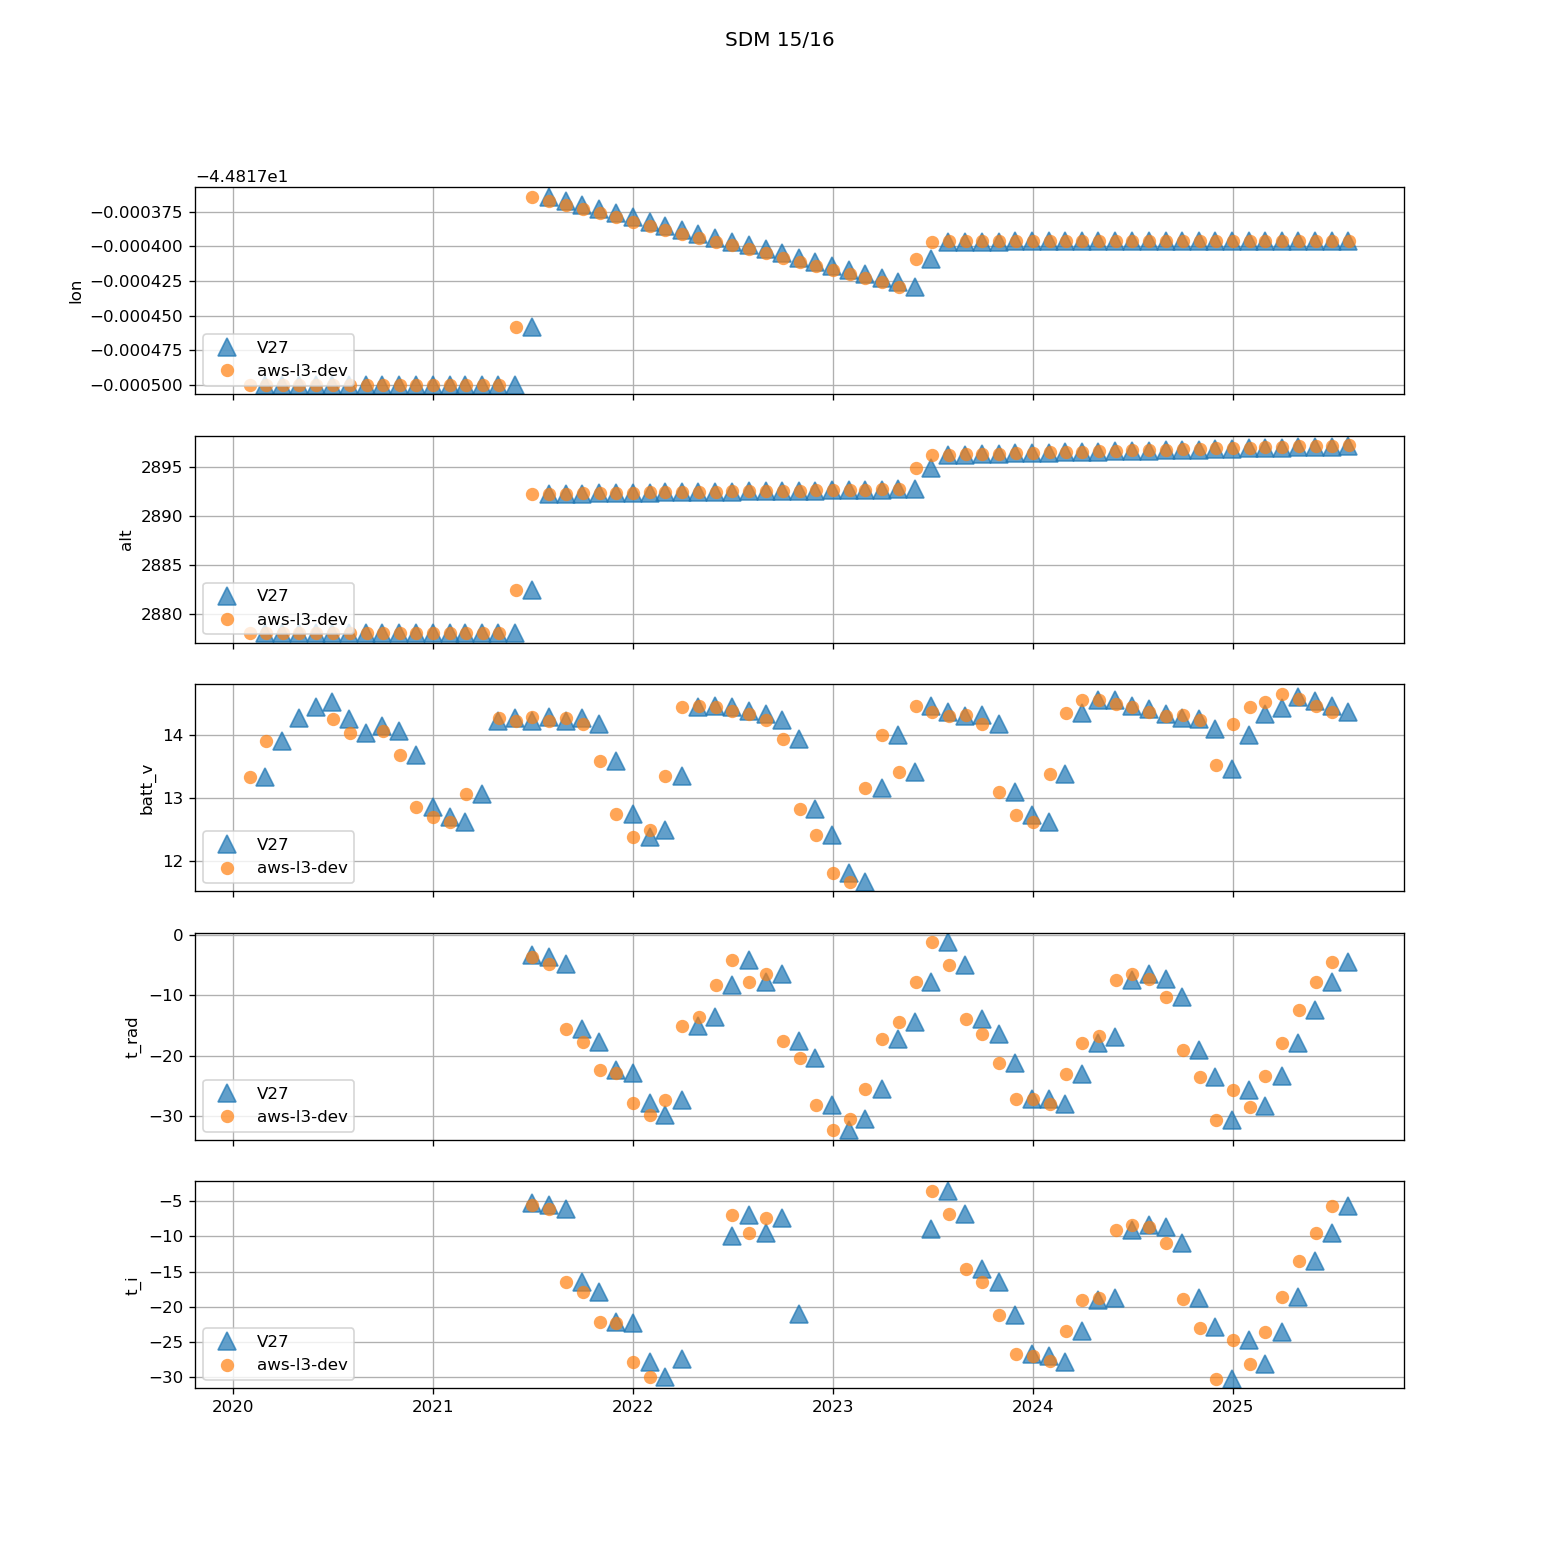 SDM 15/16
−4.4817e1
−0.000375
−0.000400
−0.000425
−0.000450
−0.000475
−0.000500
lon
V27
aws-l3-dev
2895
2890
2885
2880
alt
V27
aws-l3-dev
14
13
12
batt_v
V27
aws-l3-dev
0
−10
−20
−30
t_rad
V27
aws-l3-dev
−5
−10
−15
−20
−25
−30
t_i
V27
aws-l3-dev
2020 2021 2022 2023 2024 2025